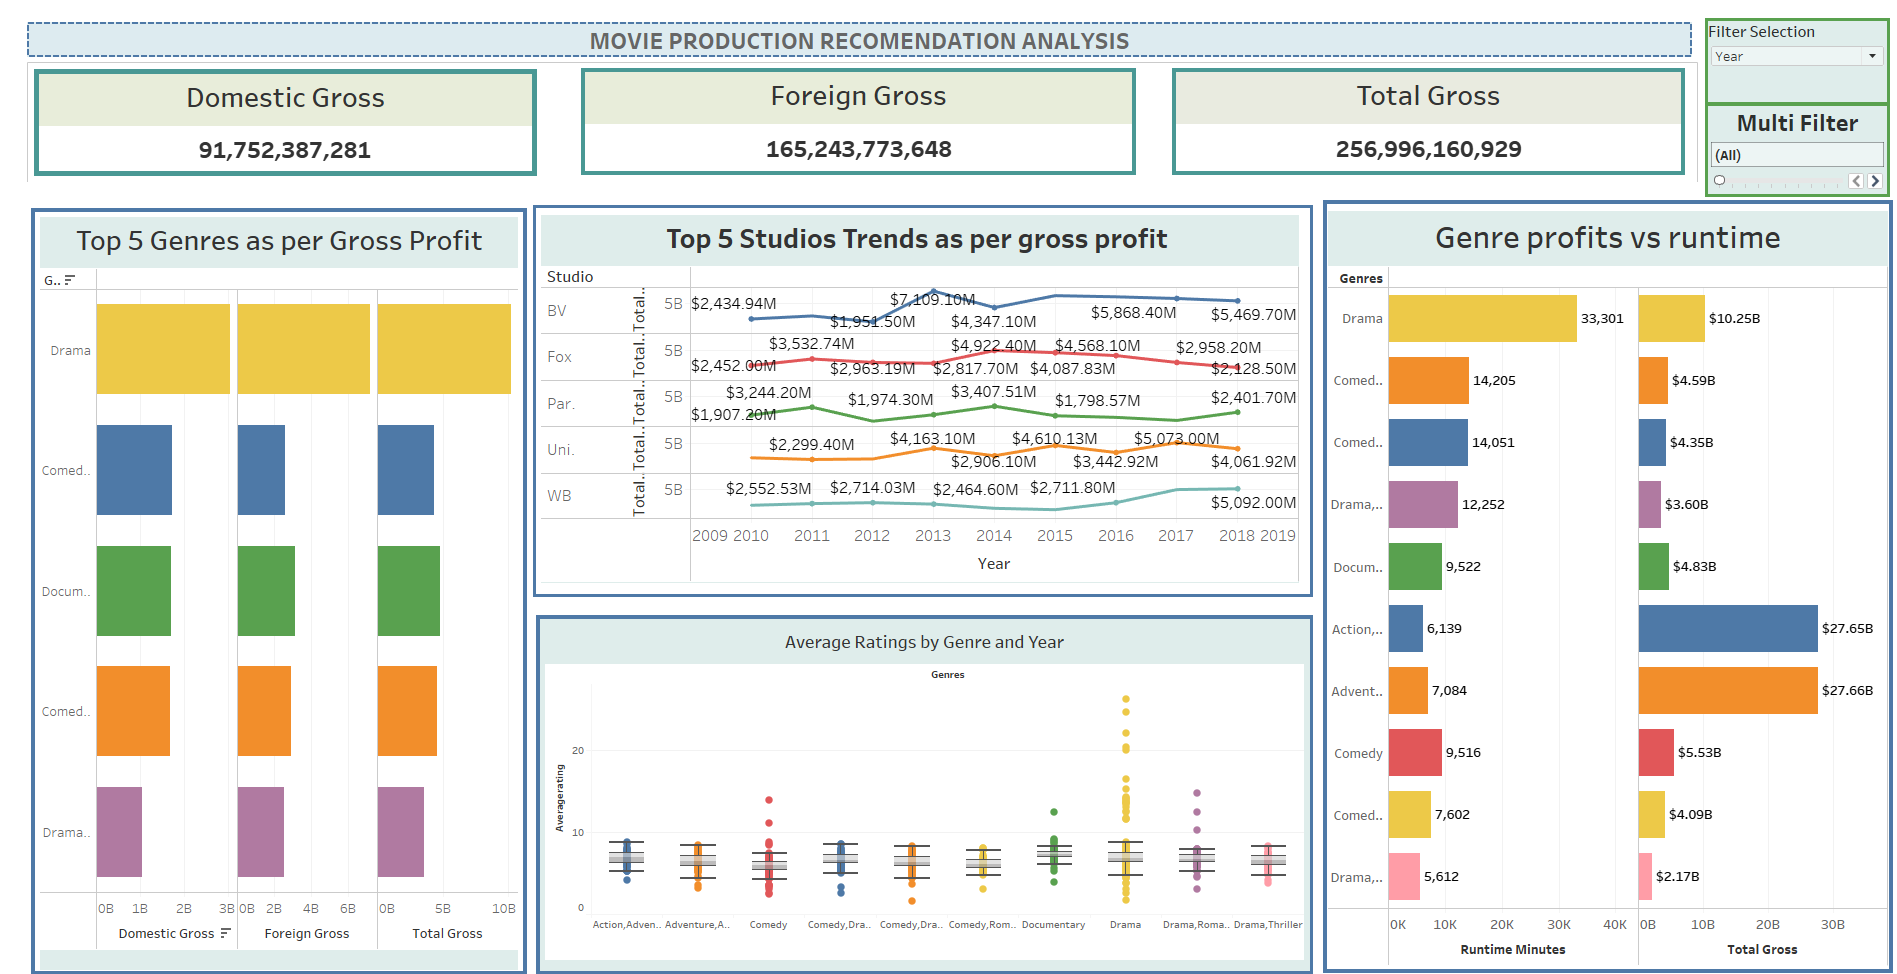 MOVIE PRODUCTION RECOMENDATION ANALYSIS
Filter Selection
Year
Multi Filter
(All)
Domestic Gross
91,752,387,281
Foreign Gross
165,243,773,648
Total Gross
256,996,160,929
Top 5 Genres as per Gross Profit
G..
Drama
Comed..
Docum..
Comed..
Drama..
0B 1B 2B 3B 0B 2B 4B 6B 0B 5B 10B
Domestic Gross Foreign Gross Total Gross
Top 5 Studios Trends as per gross profit
Studio
BV Total.. 5B $2,434.94M $1,951.50M $7,109.10M $4,347.10M $5,868.40M $5,469.70M
Fox Total.. 5B $2,452.00M $3,532.74M $2,963.19M $2,817.70M $4,922.40M $4,087.83M $4,568.10M $2,958.20M $2,128.50M
Par. Total.. 5B $1,907.20M $3,244.20M $1,974.30M $3,407.51M $1,798.57M $2,401.70M
Uni. Total.. 5B $2,299.40M $4,163.10M $2,906.10M $4,610.13M $3,442.92M $5,073.00M $4,061.92M
WB Total.. 5B $2,552.53M $2,714.03M $2,464.60M $2,711.80M $5,092.00M
2009 2010 2011 2012 2013 2014 2015 2016 2017 2018 2019
Year
Average Ratings by Genre and Year
Genres
Averagerating
20
10
0
Action,Adven.. Adventure,A.. Comedy Comedy,Dra.. Comedy,Dra.. Comedy,Rom.. Documentary Drama Drama,Roma.. Drama,Thriller
Genre profits vs runtime
Genres
Drama 33,301 $10.25B
Comed.. 14,205 $4.59B
Comed.. 14,051 $4.35B
Drama,.. 12,252 $3.60B
Docum.. 9,522 $4.83B
Action,.. 6,139 $27.65B
Advent.. 7,084 $27.66B
Comedy 9,516 $5.53B
Comed.. 7,602 $4.09B
Drama,.. 5,612 $2.17B
0K 10K 20K 30K 40K 0B 10B 20B 30B
Runtime Minutes Total Gross